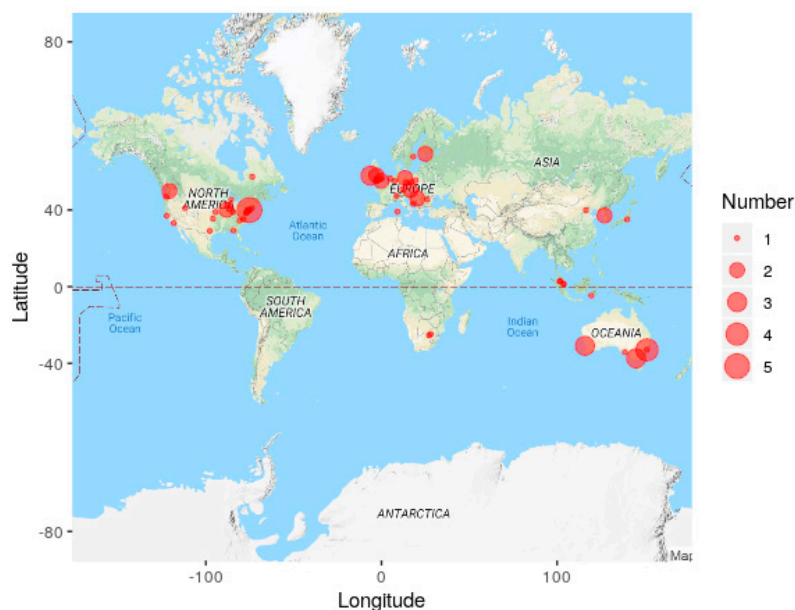 80
40
0
-40
-80
Latitude
NORTH
AMERICA
Atlantic
Ocean
EUROPE
ASIA
AFRICA
SOUTH
AMERICA
Pacific
Ocean
Indian
Ocean
OCEANIA
ANTARCTICA
Map
-100
0
100
Longitude
Number
1
2
3
4
5